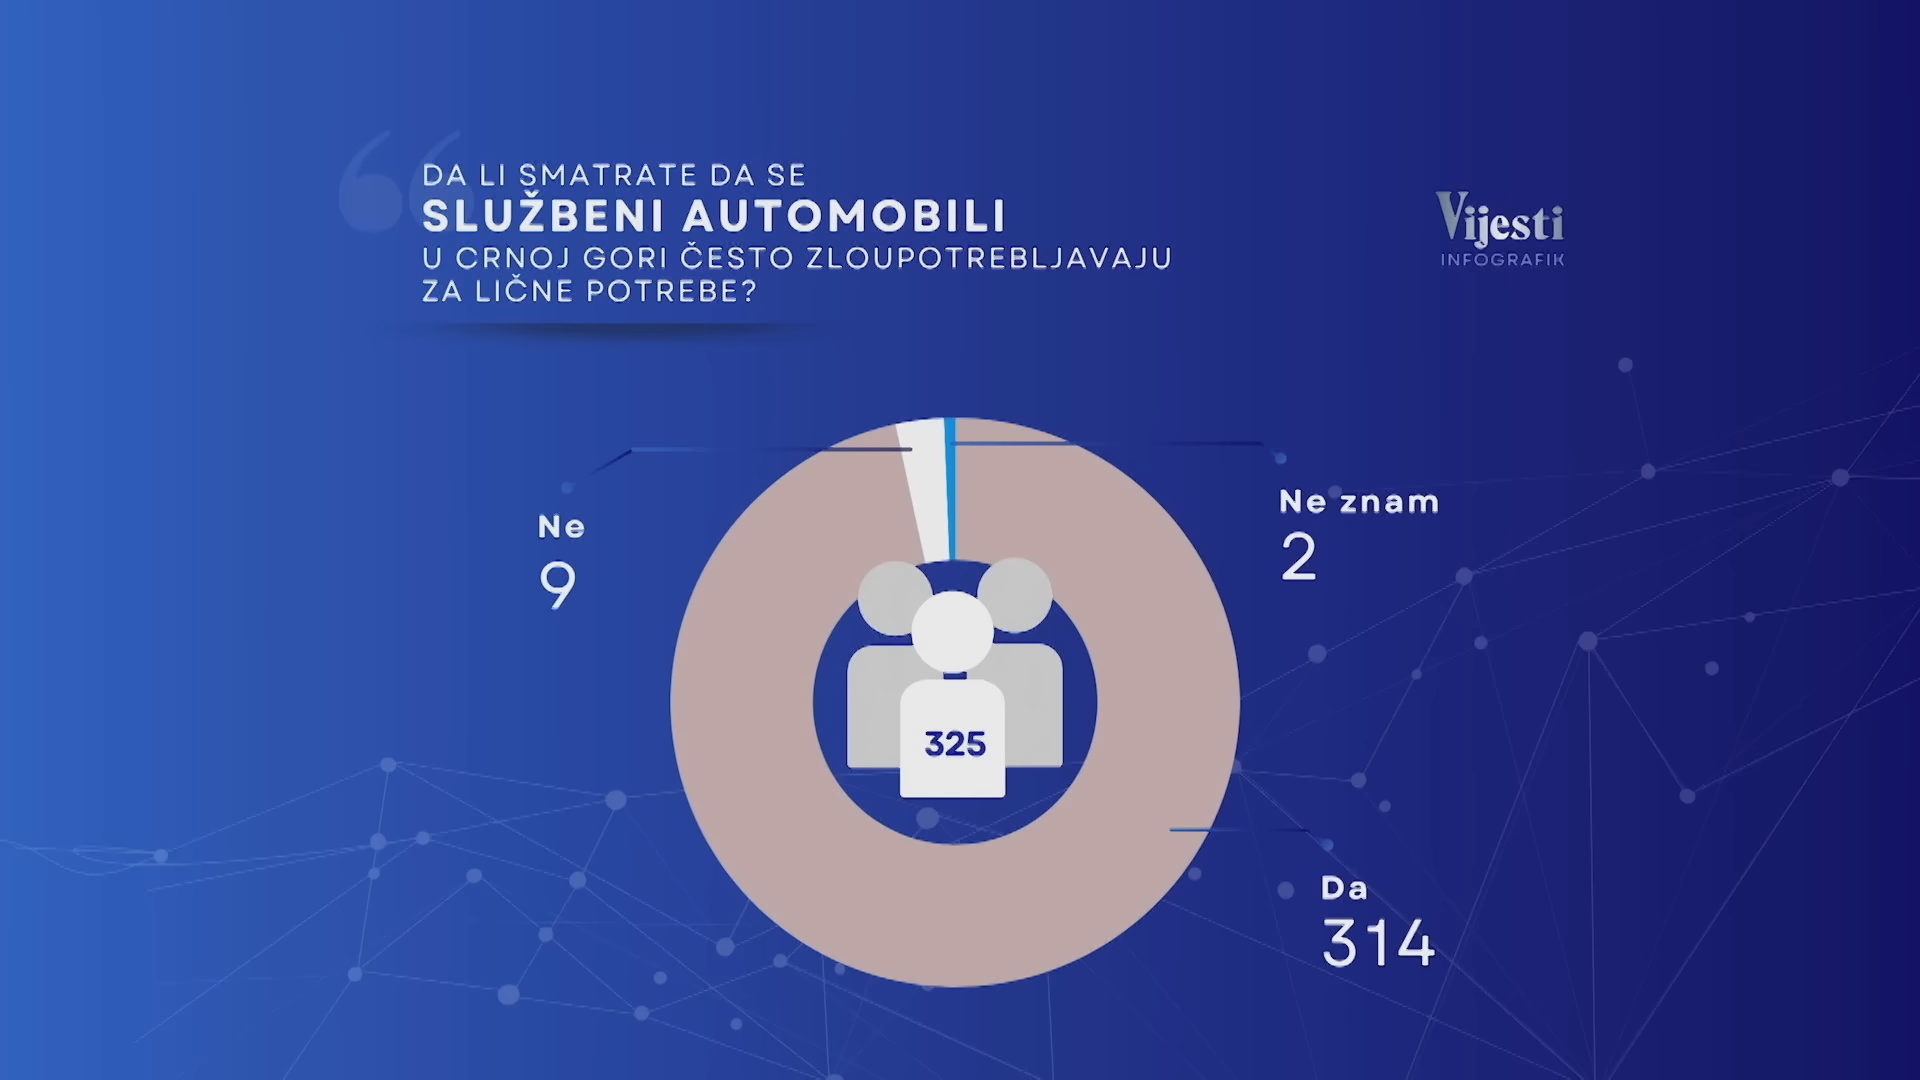 DA LI SMATRATE DA SE
SLUŽBENI AUTOMOBILI
U CRNOJ GORI ČESTO ZLOUPOTREBLJAVAJU
ZA LIČNE POTREBE?
Vijesti
INFOGRAFIK
Ne
9
Ne znam
2
325
Da
314